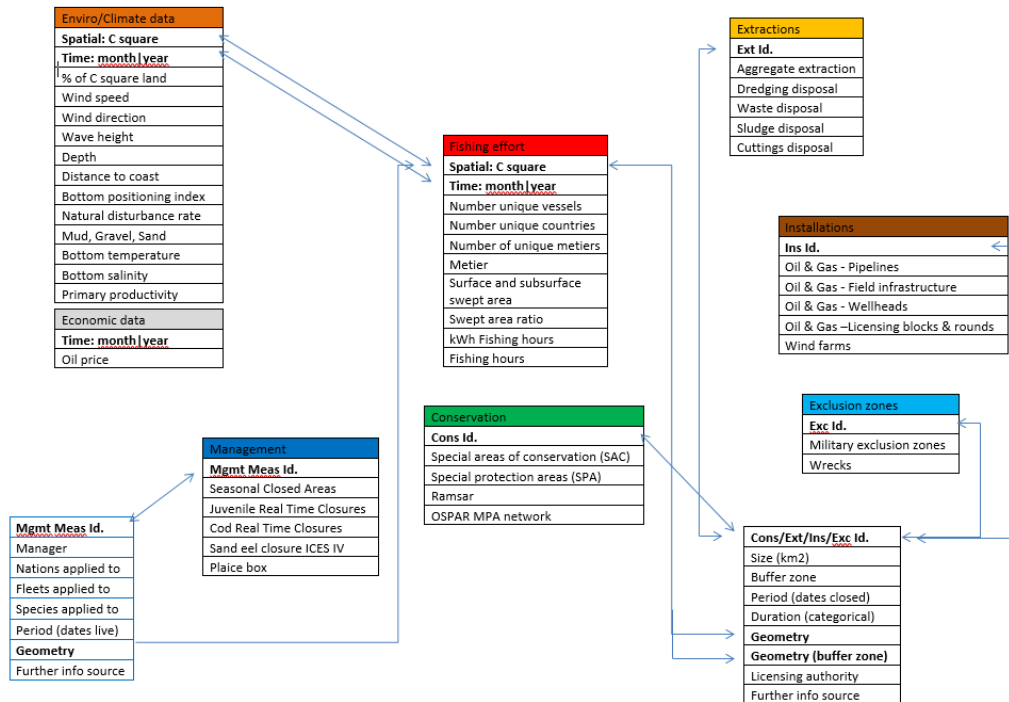 Enviro/Climate data
Spatial: C square
Time: month|year
% of C square land
Wind speed
Wind direction
Wave height
Depth
Distance to coast
Bottom positioning index
Natural disturbance rate
Mud, Gravel, Sand
Bottom temperature
Bottom salinity
Primary productivity
Economic data
Time: month|year
Oil price
Fishing effort
Spatial: C square
Time: month|year
Number unique vessels
Number unique countries
Number of unique metiers
Metier
Surface and subsurface
swept area
Swept area ratio
kWh Fishing hours
Fishing hours
Extractions
Ext Id.
Aggregate extraction
Dredging disposal
Waste disposal
Sludge disposal
Cuttings disposal
Installations
Ins Id.
Oil & Gas - Pipelines
Oil & Gas - Field infrastructure
Oil & Gas - Wellheads
Oil & Gas –Licensing blocks & rounds
Wind farms
Exclusion zones
Exc Id.
Military exclusion zones
Wrecks
Conservation
Cons Id.
Special areas of conservation (SAC)
Special protection areas (SPA)
Ramsar
OSPAR MPA network
Management
Mgmt Meas Id.
Seasonal Closed Areas
Juvenile Real Time Closures
Cod Real Time Closures
Sand eel closure ICES IV
Plaice box
Mgmt Meas Id.
Manager
Nations applied to
Fleets applied to
Species applied to
Period (dates live)
Geometry
Further info source
Cons/Ext/Ins/Exc Id.
Size (km2)
Buffer zone
Period (dates closed)
Duration (categorical)
Geometry
Geometry (buffer zone)
Licensing authority
Further info source